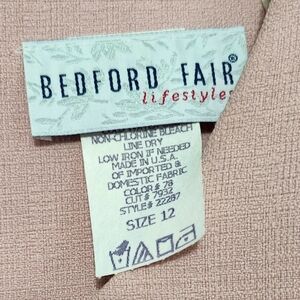 BEDFORD FAIR®
lifestyles
NON-CHLORINE BLEACH
LINE DRY
LOW IRON IF NEEDED
MADE IN U.S.A.
OF IMPORTED &
DOMESTIC FABRIC
COLOR# 78
CUT# 7932
STYLE# 22287
SIZE 12